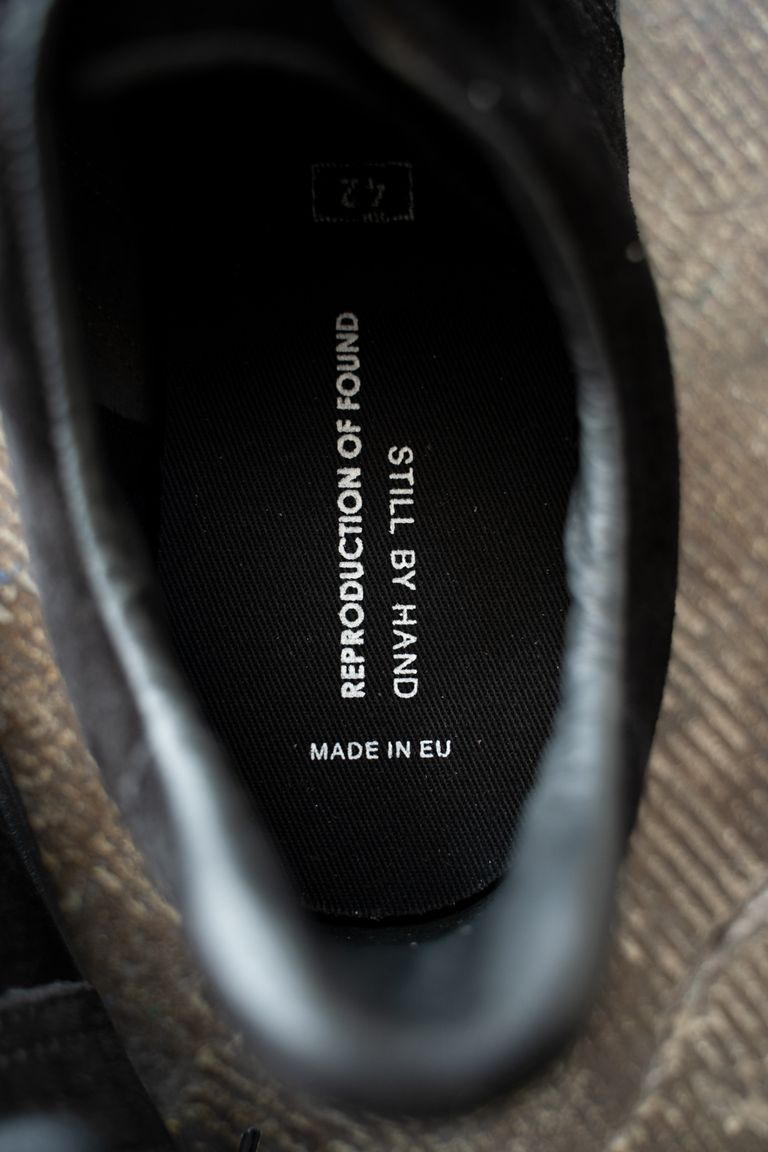 42
REPRODUCTION OF FOUND
STILL BY HAND
MADE IN EU